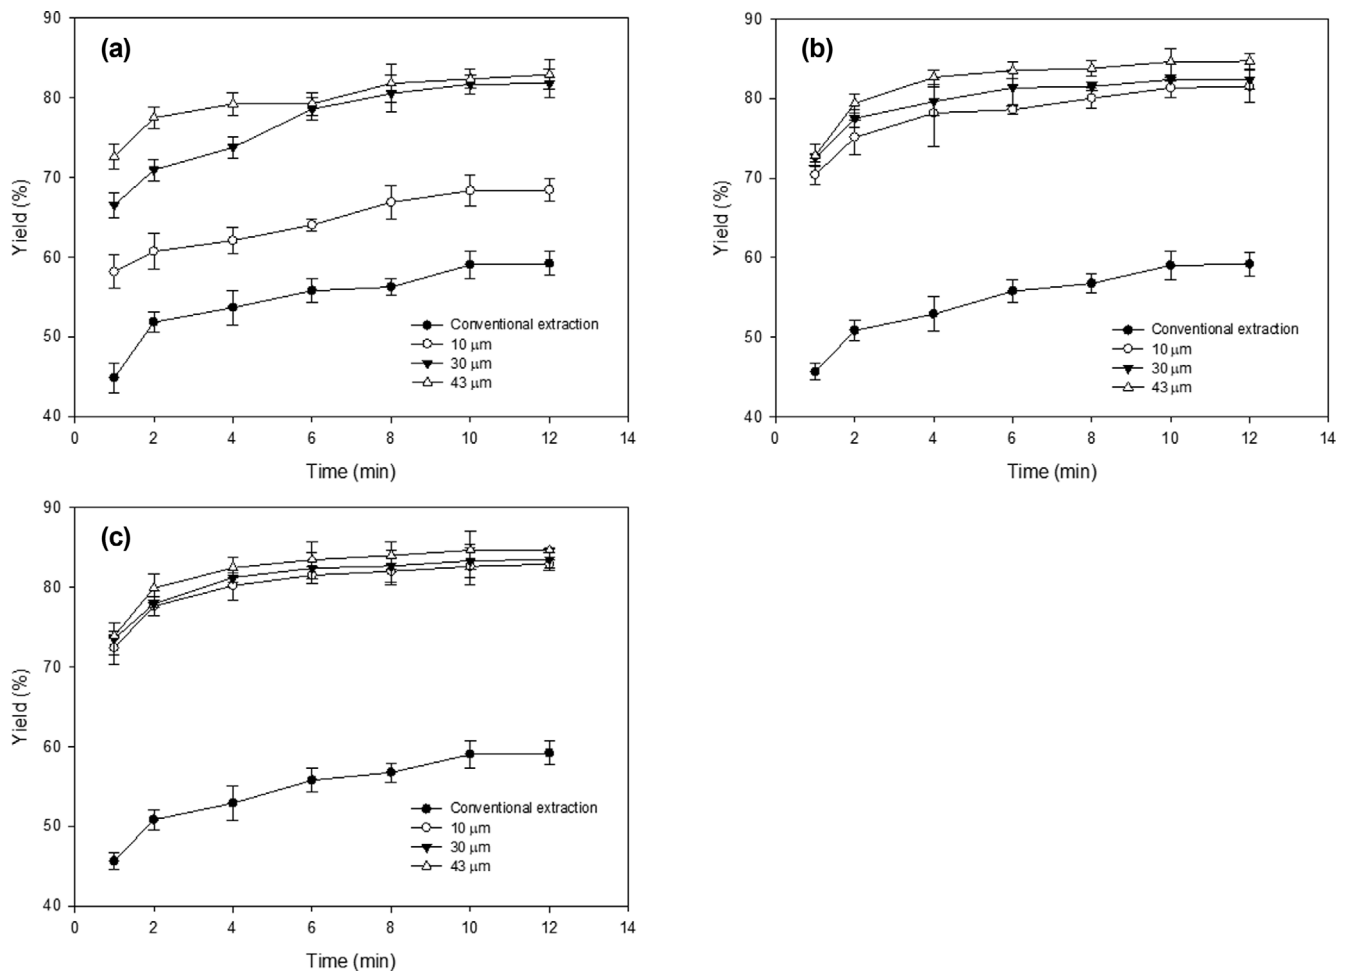 90
80
70
60
50
40
Yield (%)
(a)
Conventional extraction
10 μm
30 μm
43 μm
0 2 4 6 8 10 12 14
Time (min)
90
80
70
60
50
40
Yield (%)
(b)
Conventional extraction
10 μm
30 μm
43 μm
0 2 4 6 8 10 12 14
Time (min)
90
80
70
60
50
40
Yield (%)
(c)
Conventional extraction
10 μm
30 μm
43 μm
0 2 4 6 8 10 12 14
Time (min)